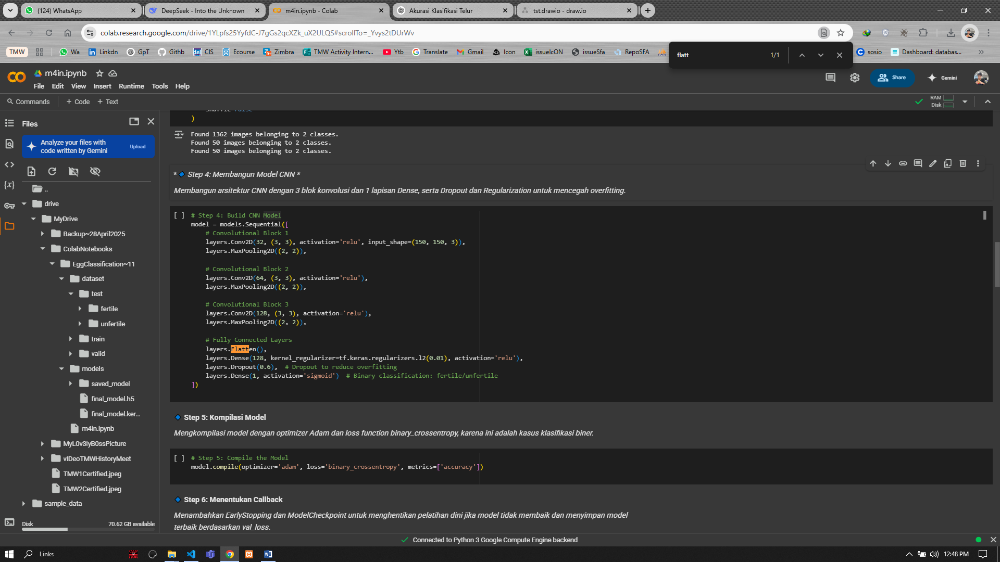 (124) WhatsApp
DeepSeek - Into the Unknown
m4in.ipynb - Colab
Akurasi Klasifikasi Telur
tst.drawio - draw.io
colab.research.google.com/drive/1YLpfs25YyfdC-J7gGs2qcXZk_uX2ULQS#scrollTo=_Yvys2tDUrWv
TMW
Wa
Linkdn
GpT
Githb
CIS
Ecourse
Zimbra
TMW Activity Intern...
Ytb
Translate
Gmail
Icon
issueIcON
issueSfa
RepoSFA
sosio
Dashboard: databas...
flatt
1/1
m4in.ipynb
File Edit View Insert Runtime Tools Help
Share
Gemini
Commands
+ Code
+ Text
RAM
Disk
Files
Analyze your files with
code written by Gemini
Upload
..
drive
MyDrive
Backup~28April2025
ColabNotebooks
EggClassification~11
dataset
test
fertile
unfertile
train
valid
models
saved_model
final_model.h5
final_model.ker...
m4in.ipynb
MyL0v3lyB0ssPicture
vIDeoTMWHistoryMeet
TMW1Certified.jpeg
TMW2Certified.jpeg
sample_data
Disk
70.62 GB available
)
Found 1362 images belonging to 2 classes.
Found 50 images belonging to 2 classes.
Found 50 images belonging to 2 classes.
* Step 4: Membangun Model CNN *
Membangun arsitektur CNN dengan 3 blok konvolusi dan 1 lapisan Dense, serta Dropout dan Regularization untuk mencegah overfitting.
[ ] # Step 4: Build CNN Model
model = models.Sequential([
# Convolutional Block 1
layers.Conv2D(32, (3, 3), activation='relu', input_shape=(150, 150, 3)),
layers.MaxPooling2D((2, 2)),
# Convolutional Block 2
layers.Conv2D(64, (3, 3), activation='relu'),
layers.MaxPooling2D((2, 2)),
# Convolutional Block 3
layers.Conv2D(128, (3, 3), activation='relu'),
layers.MaxPooling2D((2, 2)),
# Fully Connected Layers
layers.Flatten(),
layers.Dense(128, kernel_regularizer=tf.keras.regularizers.l2(0.01), activation='relu'),
layers.Dropout(0.6),  # Dropout to reduce overfitting
layers.Dense(1, activation='sigmoid')  # Binary classification: fertile/unfertile
])
Step 5: Kompilasi Model
Mengkompilasi model dengan optimizer Adam dan loss function binary_crossentropy, karena ini adalah kasus klasifikasi biner.
[ ] # Step 5: Compile the Model
model.compile(optimizer='adam', loss='binary_crossentropy', metrics=['accuracy'])
Step 6: Menentukan Callback
Menambahkan EarlyStopping dan ModelCheckpoint untuk menghentikan pelatihan dini jika model tidak membaik dan menyimpan model
terbaik berdasarkan val_loss.
Connected to Python 3 Google Compute Engine backend
Links
12:48 PM